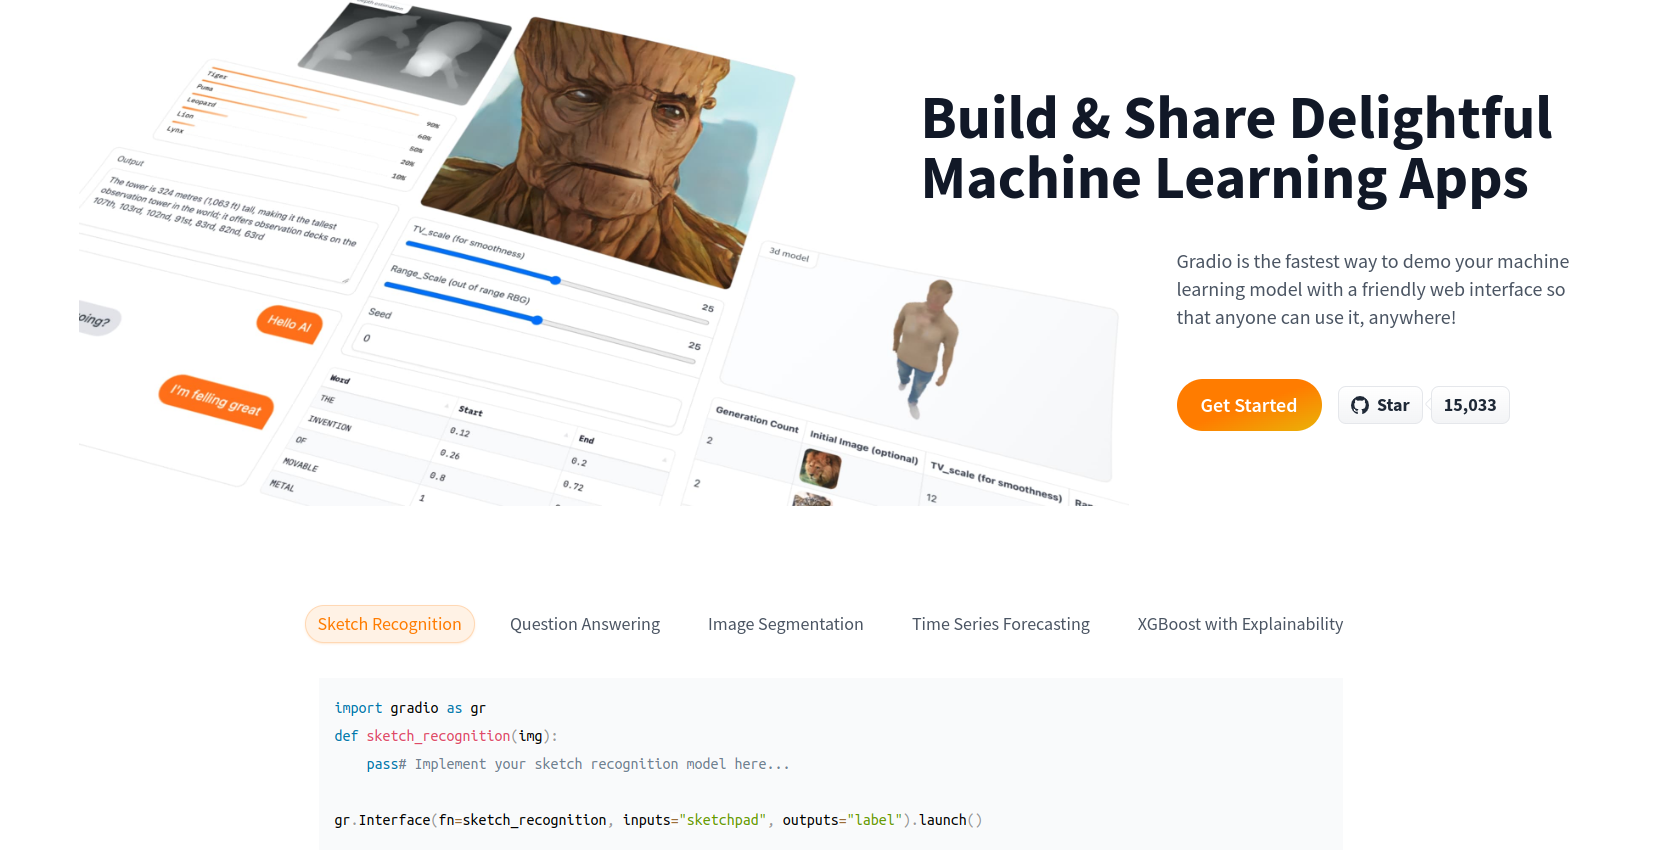 Build & Share Delightful
Machine Learning Apps
Gradio is the fastest way to demo your machine
learning model with a friendly web interface so
that anyone can use it, anywhere!
Get Started
Star
15,033
Tiger
Puma
Leopard
Lion
Lynx
90%
60%
50%
20%
10%
Output
The tower is 324 metres (1,063 ft) tall, making it the tallest
observation tower in the world; it offers observation decks on the
107th, 103rd, 102nd, 91st, 83rd, 82nd, 63rd
oing?
Hello AI
I'm felling great
TV_scale (for smoothness)
25
Range_Scale (out of range RBG)
25
Seed
0
Word Start End
THE 0.12 0.2
INVENTION 0.26 0.72
OF 0.8
MOVABLE 1
METAL
3d model
Generation Count Initial Image (optional) TV_scale (for smoothness)
2 12
2
Sketch Recognition
Question Answering
Image Segmentation
Time Series Forecasting
XGBoost with Explainability
import gradio as gr
def sketch_recognition(img):
    pass# Implement your sketch recognition model here...
gr.Interface(fn=sketch_recognition, inputs="sketchpad", outputs="label").launch()